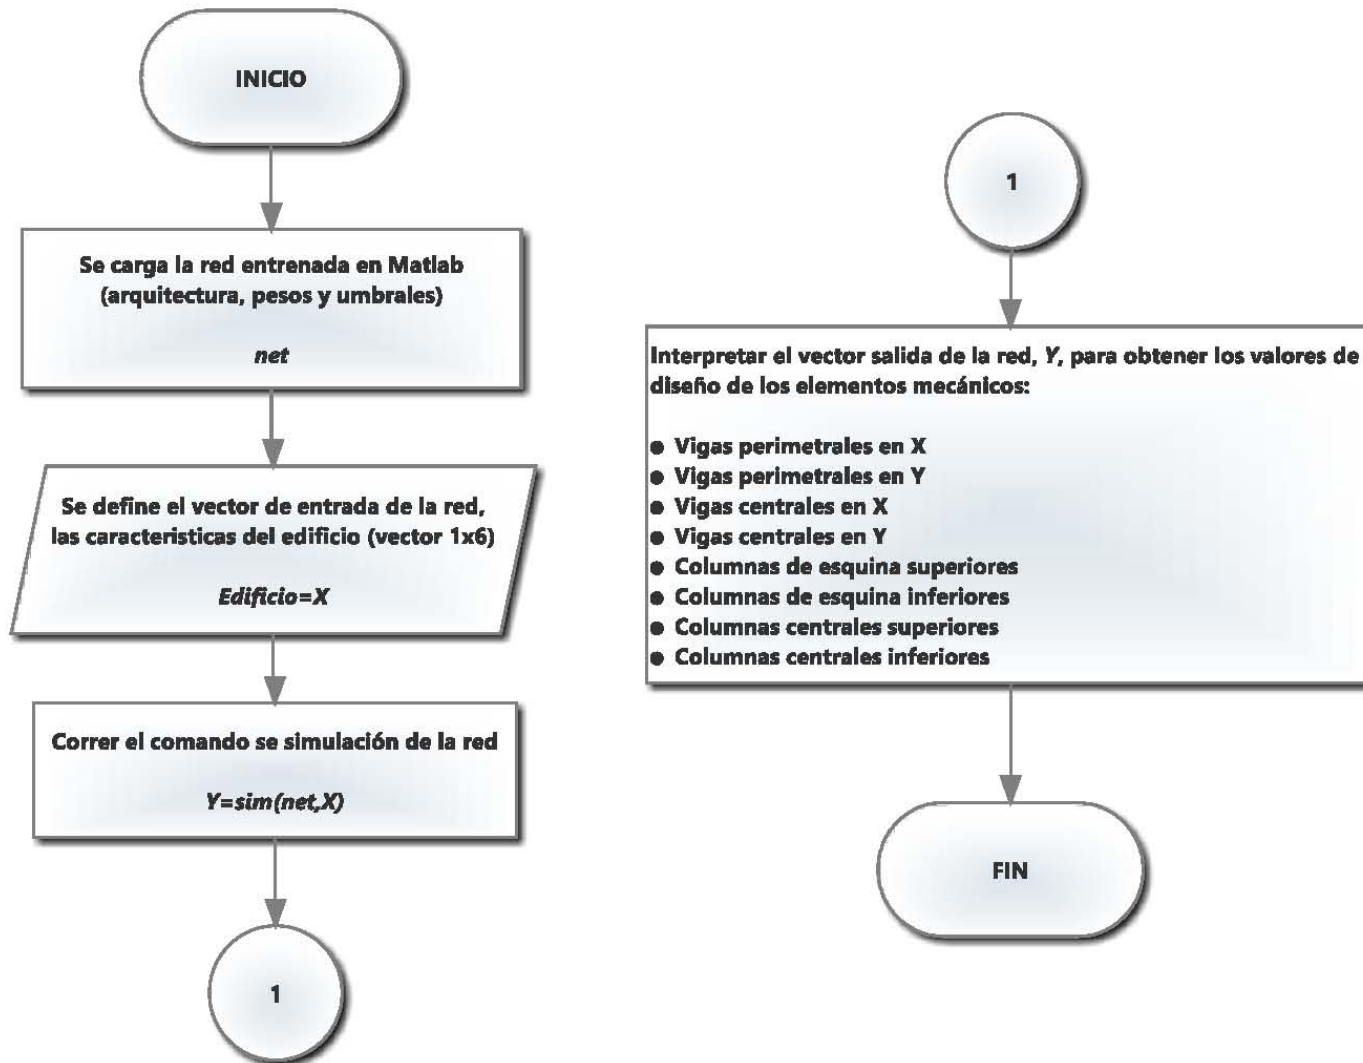 INICIO
Se carga la red entrenada en Matlab
(arquitectura, pesos y umbrales)
net
Se define el vector de entrada de la red,
las caracteristicas del edificio (vector 1x6)
Edificio=X
Correr el comando se simulación de la red
Y=sim(net,X)
1
1
Interpretar el vector salida de la red, Y, para obtener los valores de
diseño de los elementos mecánicos:
● Vigas perimetrales en X
● Vigas perimetrales en Y
● Vigas centrales en X
● Vigas centrales en Y
● Columnas de esquina superiores
● Columnas de esquina inferiores
● Columnas centrales superiores
● Columnas centrales inferiores
FIN